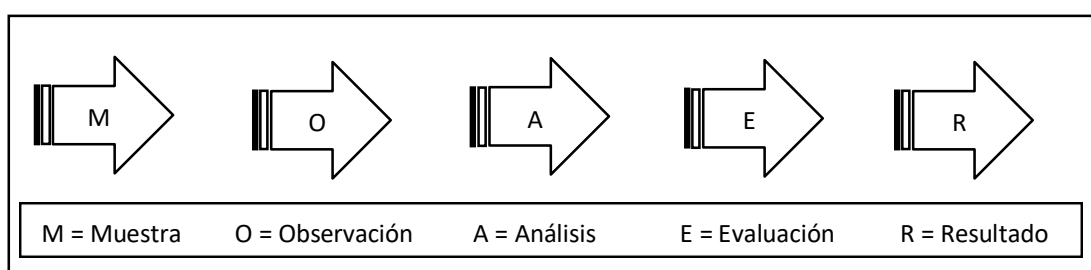 M O A E R
M = Muestra O = Observación A = Análisis E = Evaluación R = Resultado